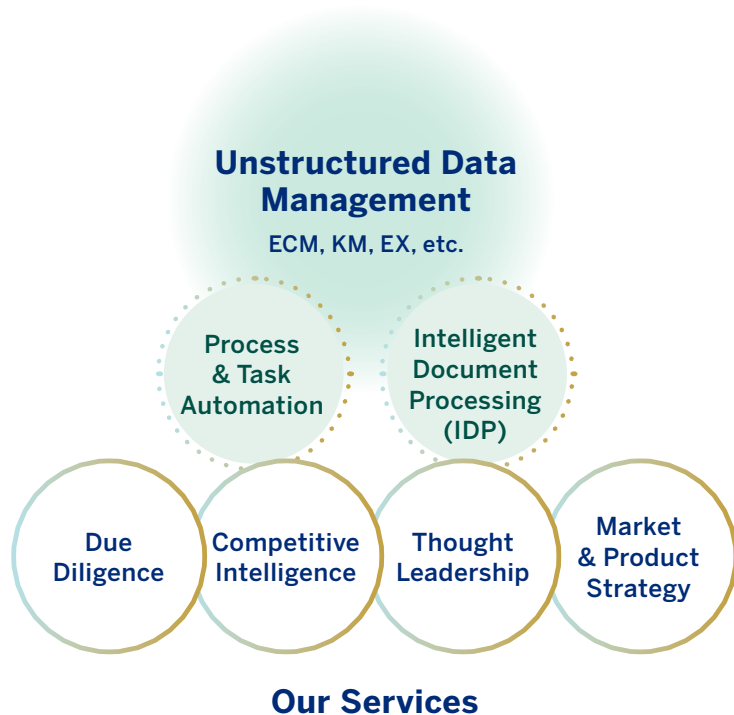 Unstructured Data
Management
ECM, KM, EX, etc.
Process
& Task
Automation
Intelligent
Document
Processing
(IDP)
Due
Diligence
Competitive
Intelligence
Thought
Leadership
Market
& Product
Strategy
Our Services